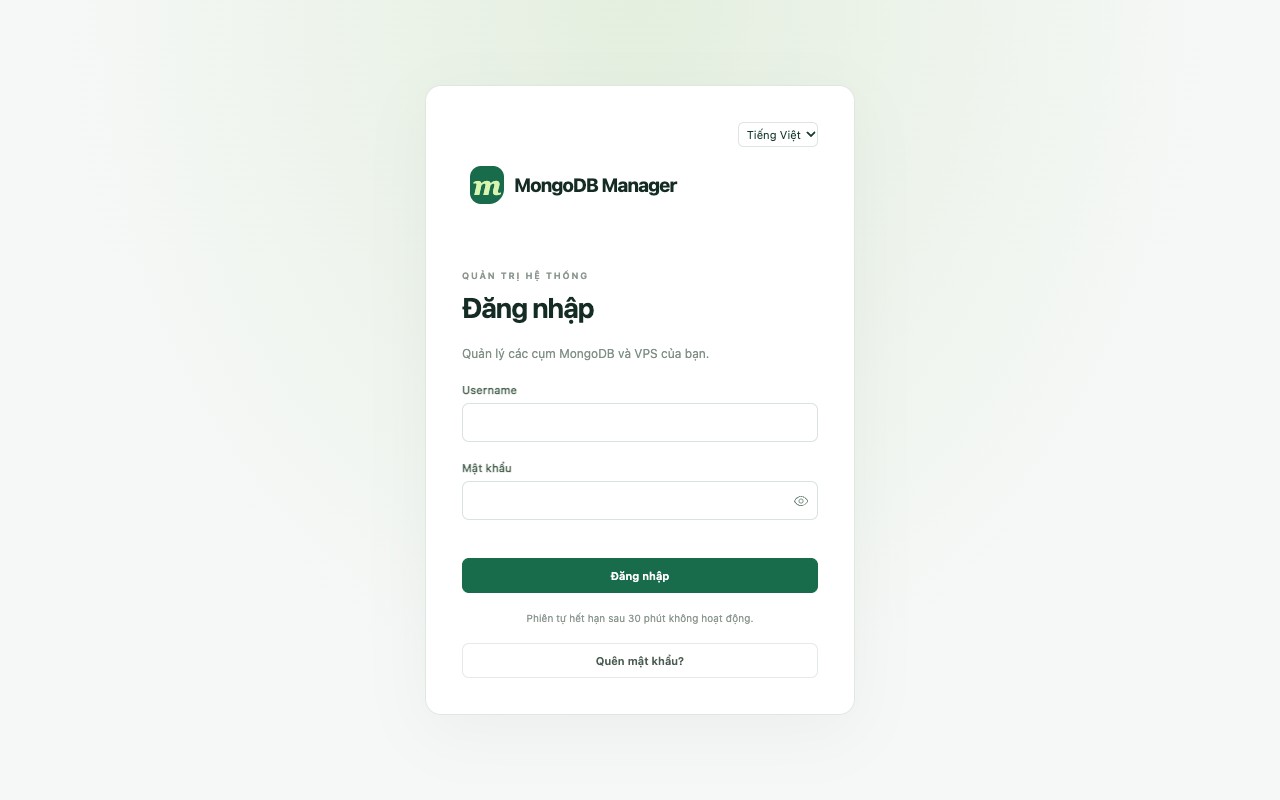 Tiếng Việt
m MongoDB Manager
QUẢN TRỊ HỆ THỐNG
Đăng nhập
Quản lý các cụm MongoDB và VPS của bạn.
Username
Mật khẩu
Đăng nhập
Phiên tự hết hạn sau 30 phút không hoạt động.
Quên mật khẩu?